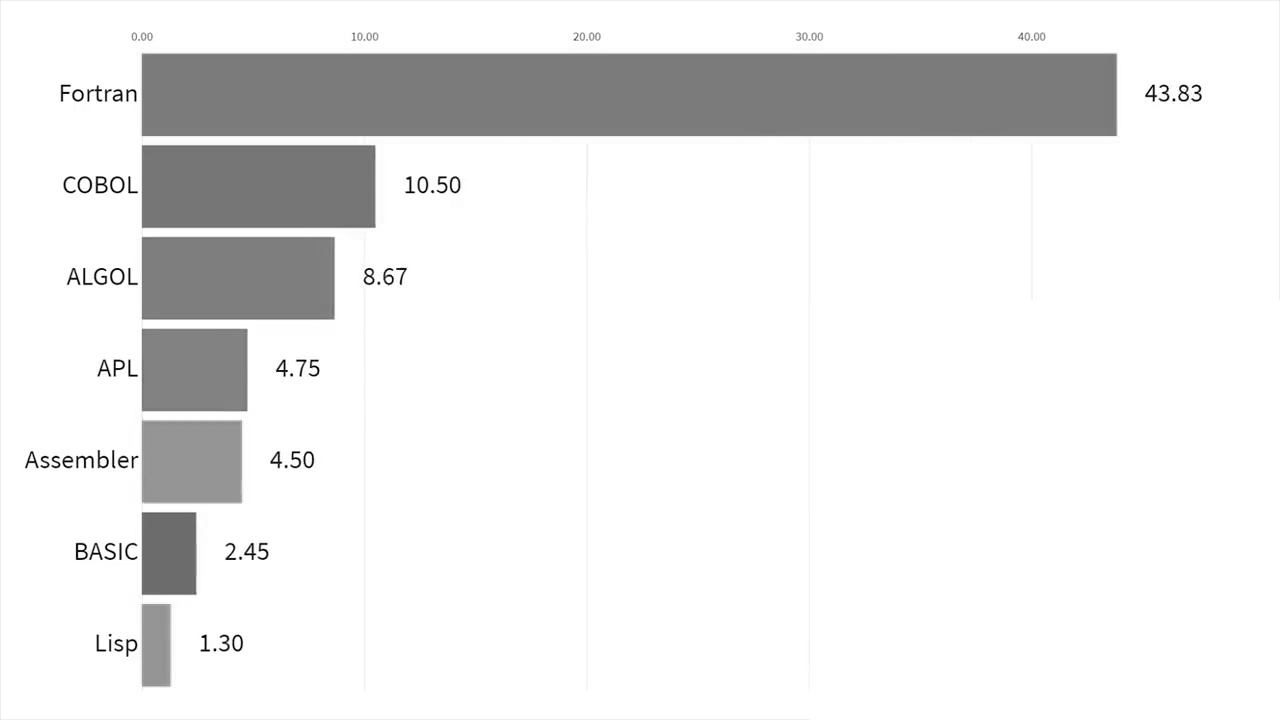 0.00 10.00 20.00 30.00 40.00
Fortran 43.83
COBOL 10.50
ALGOL 8.67
APL 4.75
Assembler 4.50
BASIC 2.45
Lisp 1.30